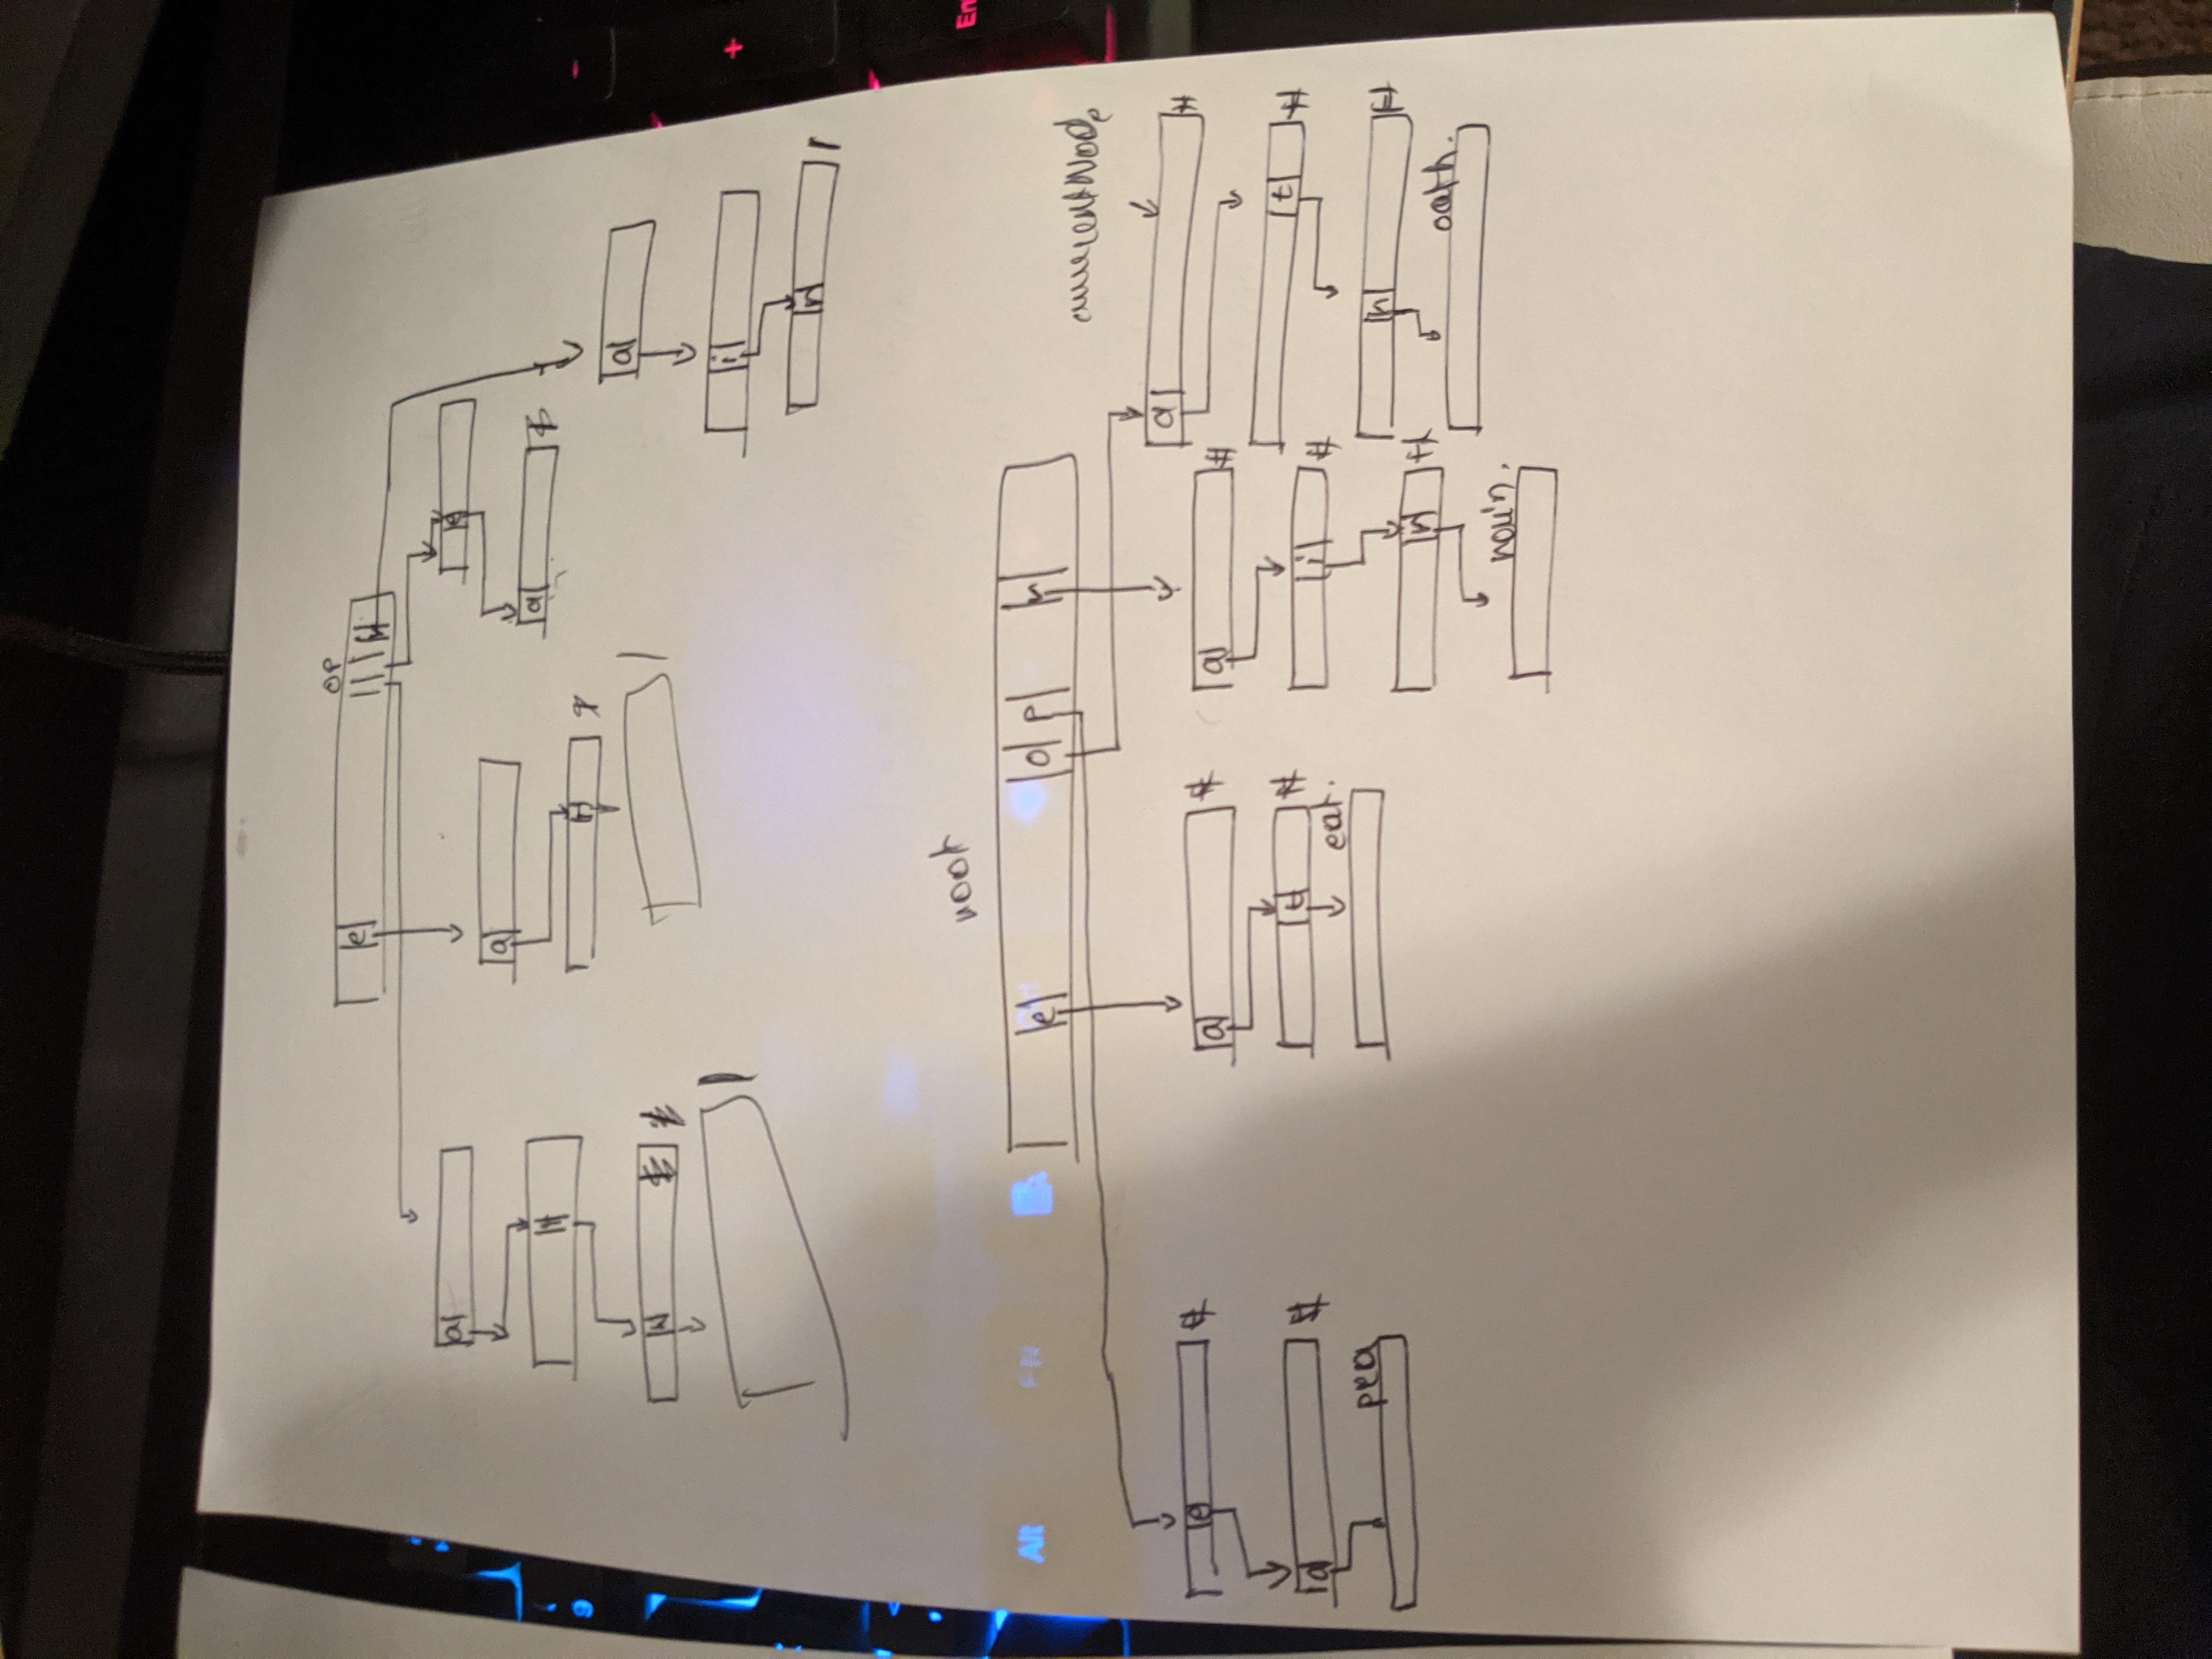 OP
e
a
a
e
t
t
a
h
a
i
n
root
e o p r
currentNode
a
e
a
a
t
t
a
i
eat.
pea
n
h
oath.
rain.
Alt
FN
9
+
En